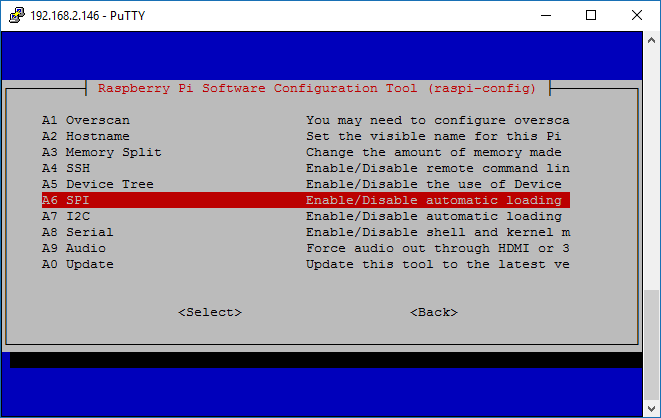 192.168.2.146 - PuTTY
Raspberry Pi Software Configuration Tool (raspi-config)
A1 Overscan You may need to configure oversca
A2 Hostname Set the visible name for this Pi
A3 Memory Split Change the amount of memory made
A4 SSH Enable/Disable remote command lin
A5 Device Tree Enable/Disable the use of Device
A6 SPI Enable/Disable automatic loading
A7 I2C Enable/Disable automatic loading
A8 Serial Enable/Disable shell and kernel m
A9 Audio Force audio out through HDMI or 3
A0 Update Update this tool to the latest ve
<Select> <Back>